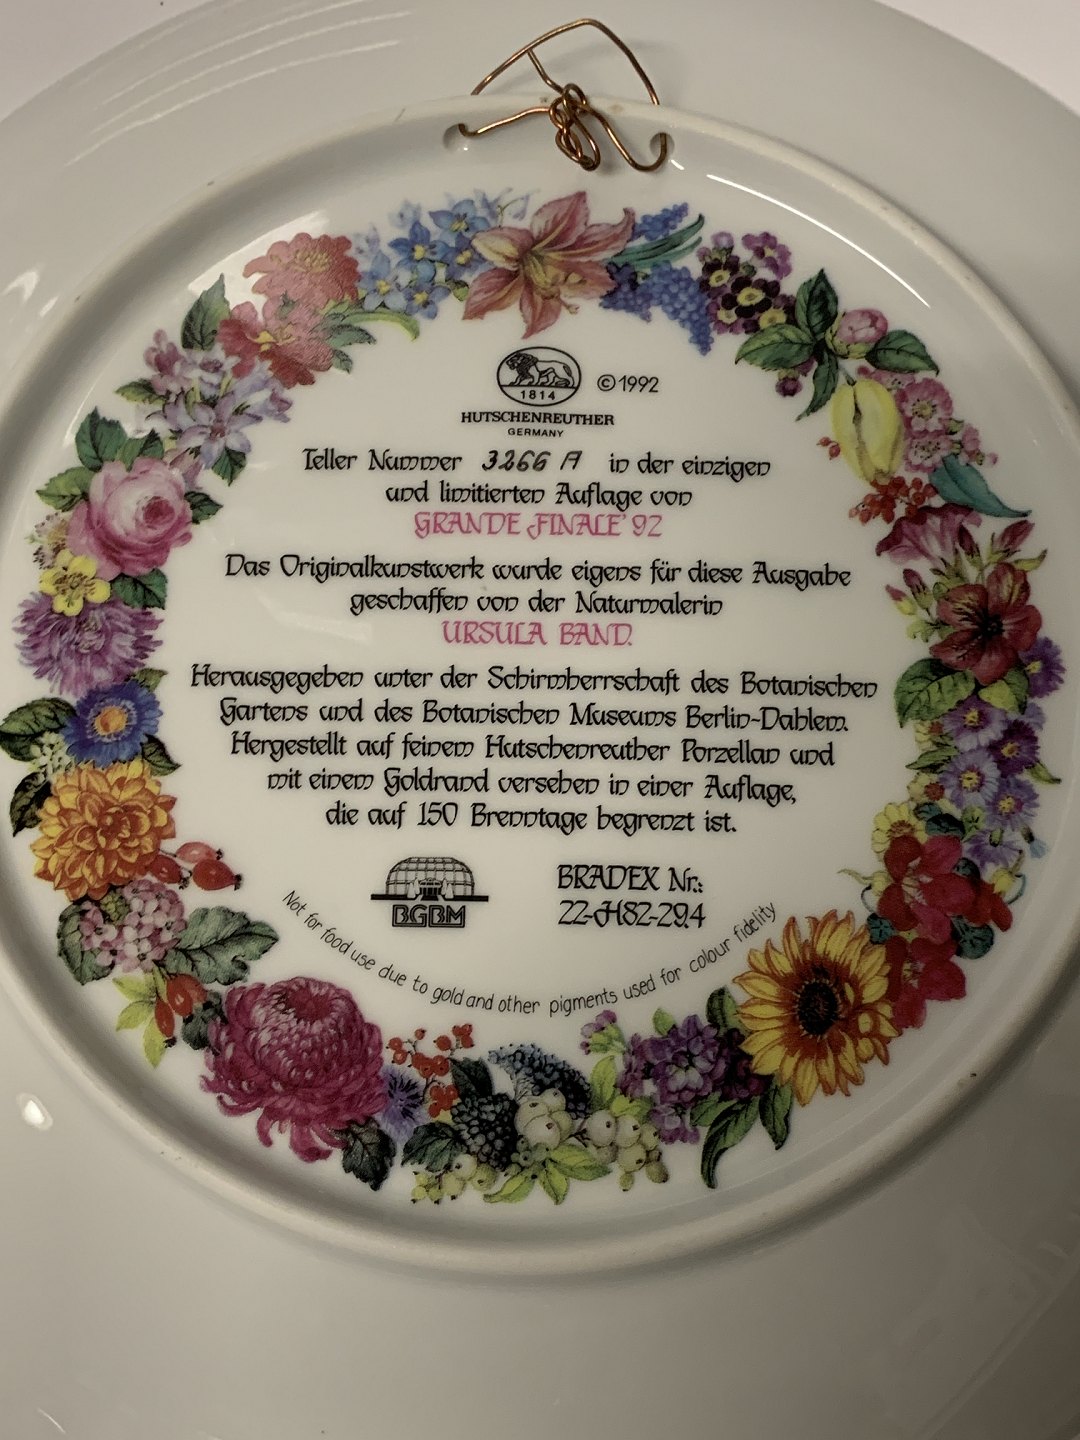 1814
©1992
HUTSCHENREUTHER
GERMANY
Teller Nummer 3266 A in der einzigen
und limitierten Auflage von
GRANDE FINALE' 92
Das Originalkunstwerk wurde eigens für diese Ausgabe
geschaffen von der Naturmalerin
URSULA BAND.
Herausgegeben unter der Schirmherrschaft des Botanischen
Gartens und des Botanischen Museums Berlin-Dahlem.
Hergestellt auf feinem Hutschenreuther Porzellan und
mit einem Goldrand versehen in einer Auflage,
die auf 150 Brenntage begrenzt ist.
BGBM
BRADEX Nr.:
22-H82-29.4
Not for food use due to gold and other pigments used for colour fidelity